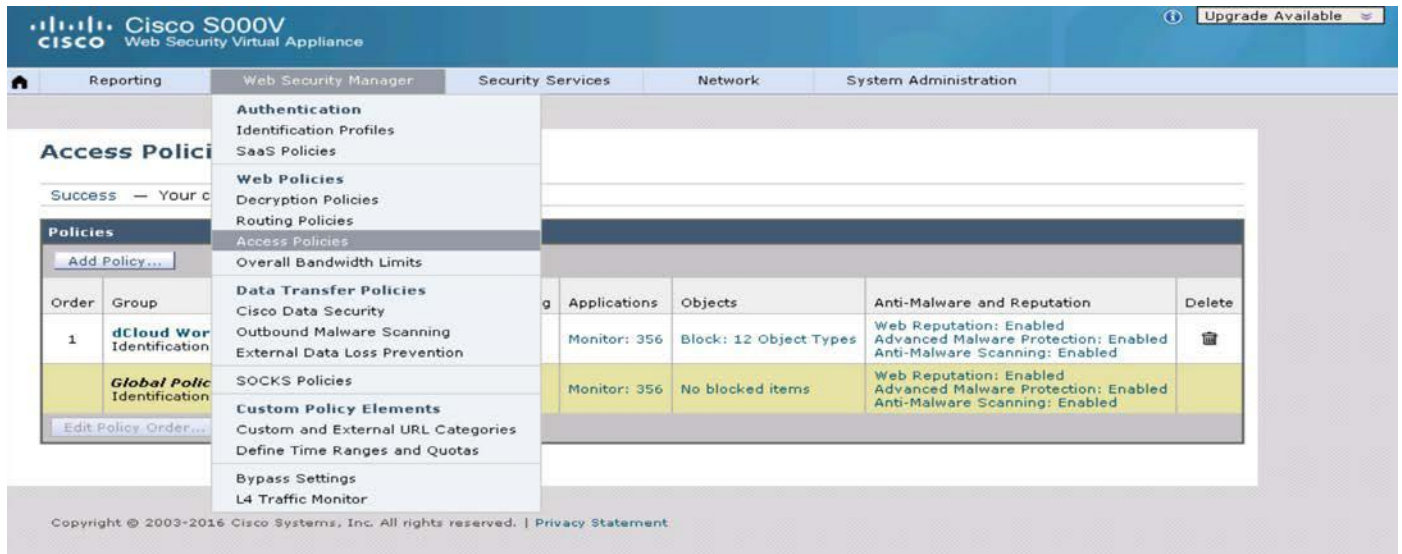 Cisco S000V
CISCO Web Security Virtual Appliance
Upgrade Available
Reporting Web Security Manager Security Services Network System Administration
Authentication
Identification Profiles
SaaS Policies
Web Policies
Decryption Policies
Routing Policies
Access Policies
Overall Bandwidth Limits
Data Transfer Policies
Cisco Data Security
Outbound Malware Scanning
External Data Loss Prevention
SOCKS Policies
Custom Policy Elements
Custom and External URL Categories
Define Time Ranges and Quotas
Bypass Settings
L4 Traffic Monitor
Access Polici
Success — Your c
Policies
Add Policy...
Order Group g Applications Objects Anti-Malware and Reputation Delete
1 dCloud Wor Monitor: 356 Block: 12 Object Types Web Reputation: Enabled
Identification Advanced Malware Protection: Enabled
Anti-Malware Scanning: Enabled
Global Polic Monitor: 356 No blocked items Web Reputation: Enabled
Identification Advanced Malware Protection: Enabled
Anti-Malware Scanning: Enabled
Edit Policy Order...
Copyright © 2003-2016 Cisco Systems, Inc. All rights reserved. | Privacy Statement